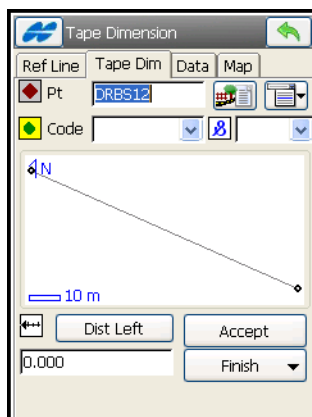 Tape Dimension
Ref Line Tape Dim Data Map
Pt DRBS12
Code
N
10 m
Dist Left Accept
0.000 Finish